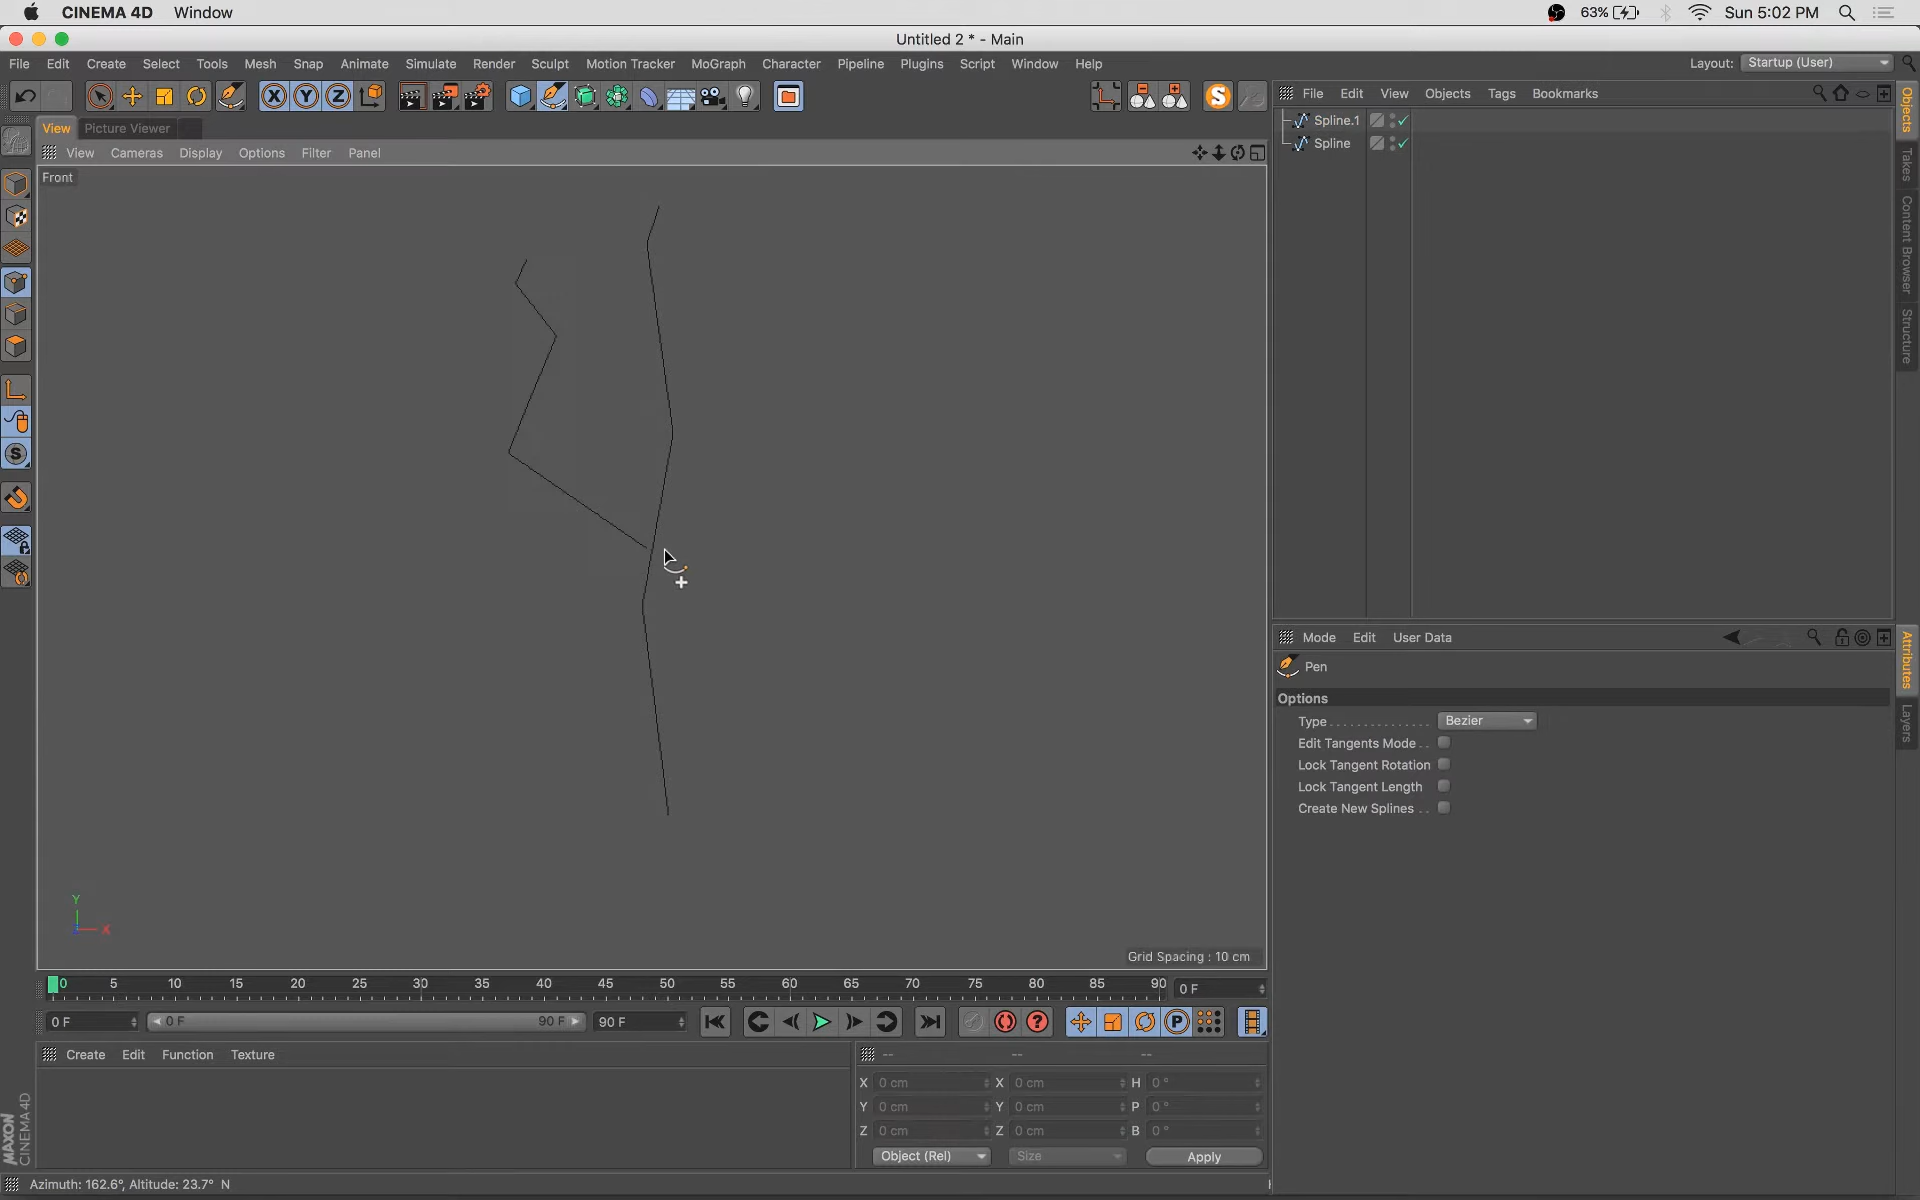 CINEMA 4D Window 63% Sun 5:02 PM
Untitled 2 * - Main
File Edit Create Select Tools Mesh Snap Animate Simulate Render Sculpt Motion Tracker MoGraph Character Pipeline Plugins Script Window Help Layout: Startup (User)
X Y Z S
File Edit View Objects Tags Bookmarks
View Picture Viewer
View Cameras Display Options Filter Panel
Front
Spline.1
Spline
Objects
Takes
Content Browser
Structure
S
Y
X
Grid Spacing : 10 cm
Mode Edit User Data
Pen
Options
Type Bezier
Edit Tangents Mode
Lock Tangent Rotation
Lock Tangent Length
Create New Splines
Attributes
Layers
0 5 10 15 20 25 30 35 40 45 50 55 60 65 70 75 80 85 90 0 F
0 F 0 F 90 F 90 F ? P
Create Edit Function Texture
-- -- --
X 0 cm X 0 cm H 0 °
Y 0 cm Y 0 cm P 0 °
Z 0 cm Z 0 cm B 0 °
Object (Rel) Size Apply
MAXON
CINEMA 4D
Azimuth: 162.6°, Altitude: 23.7° N